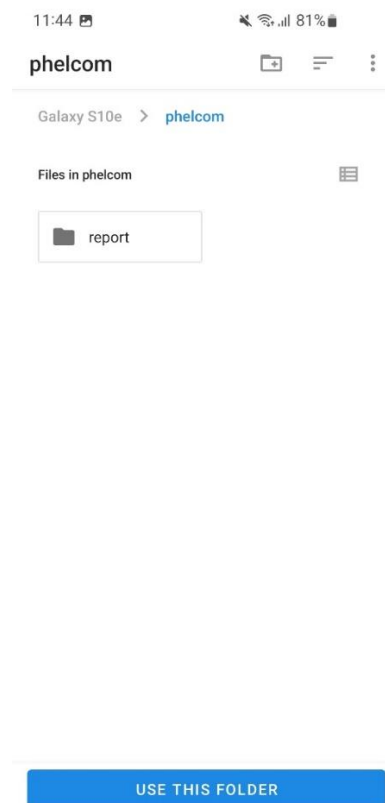 11:44 81%
phelcom
Galaxy S10e > phelcom
Files in phelcom
report
USE THIS FOLDER